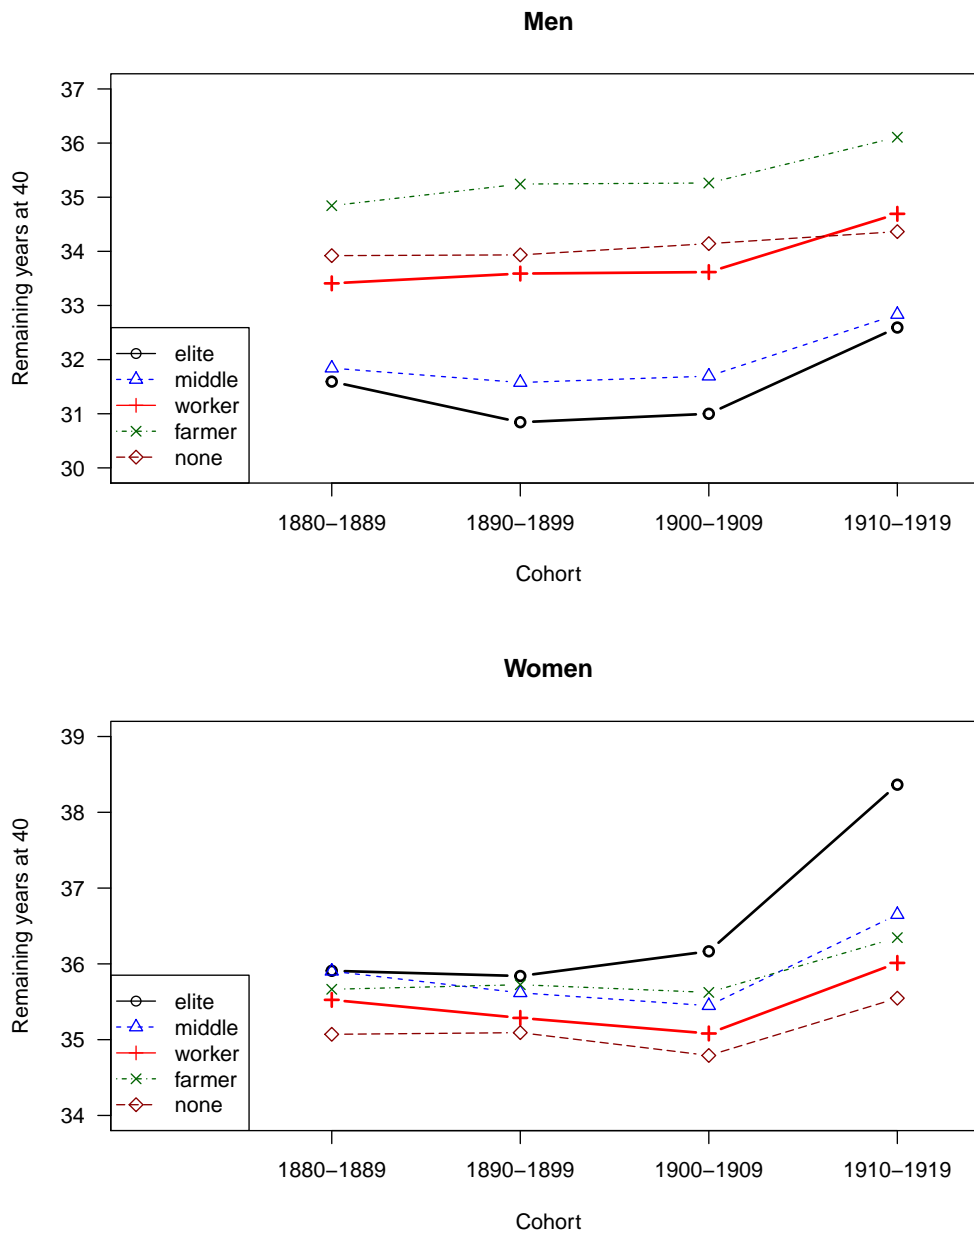 Men
Remaining years at 40
37
36
35
34
33
32
31
30
elite
middle
worker
farmer
none
1880–1889 1890–1899 1900–1909 1910–1919
Cohort
Women
Remaining years at 40
39
38
37
36
35
34
elite
middle
worker
farmer
none
1880–1889 1890–1899 1900–1909 1910–1919
Cohort